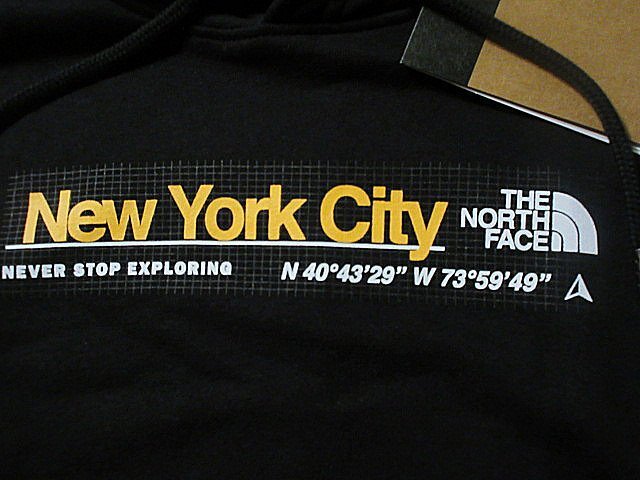 New York City
THE
NORTH
FACE
NEVER STOP EXPLORING
N 40°43'29" W 73°59'49"